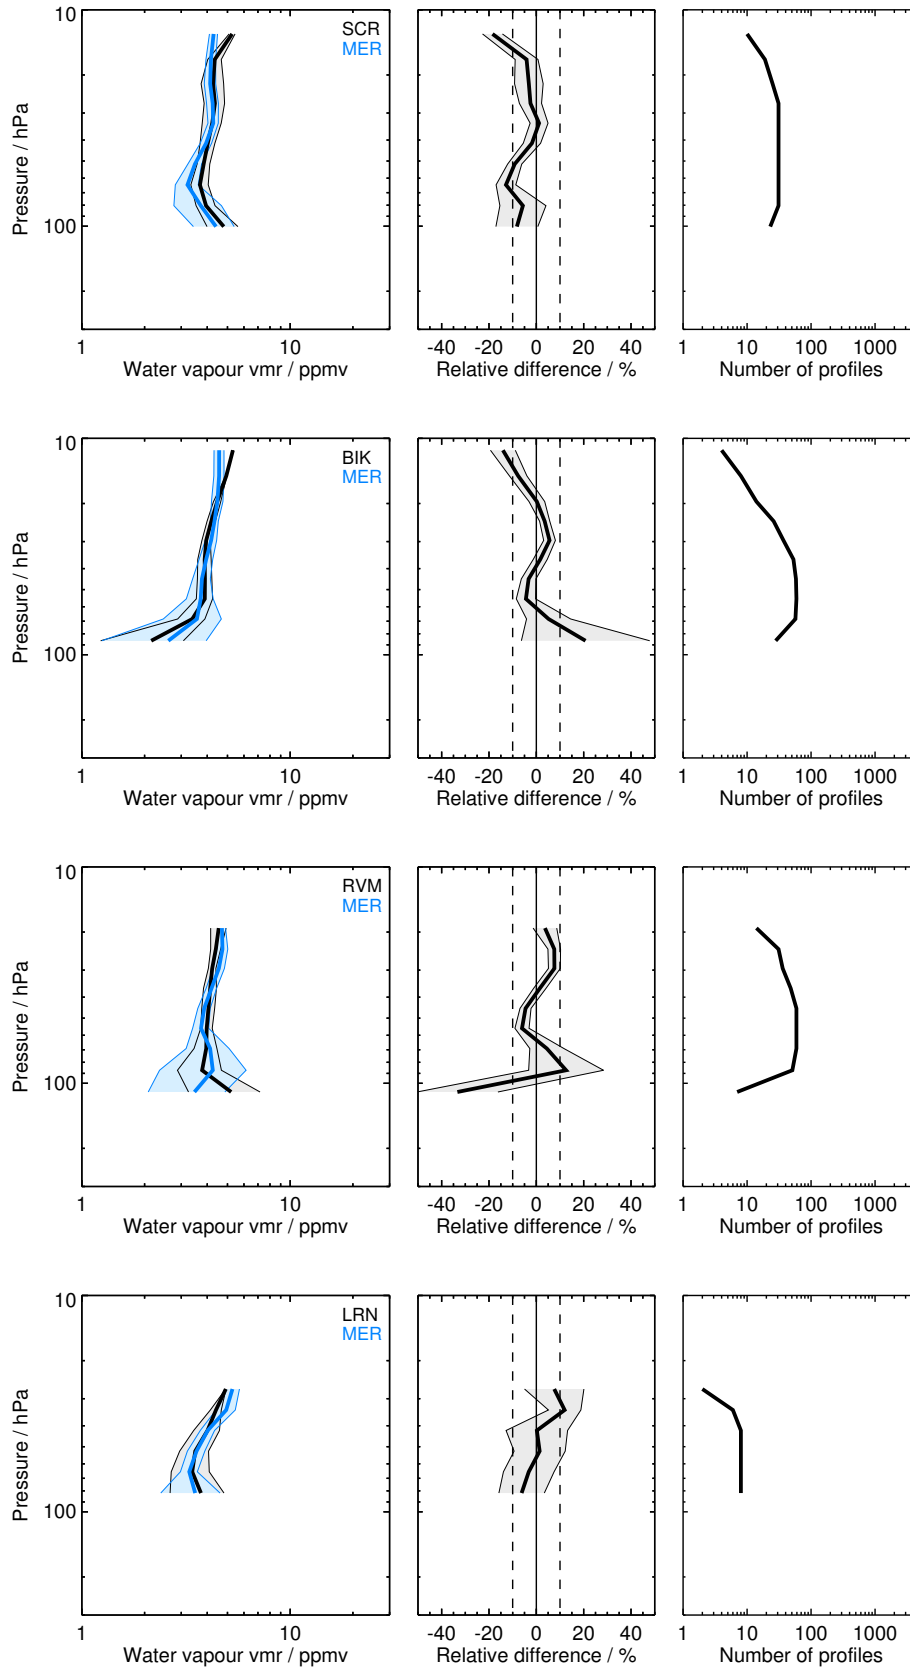 10
SCR
MER
Pressure / hPa
100
1 10
-40 -20 0 20 40
1 10 100 1000
Water vapour vmr / ppmv
Relative difference / %
Number of profiles
10
BIK
MER
Pressure / hPa
100
1 10
-40 -20 0 20 40
1 10 100 1000
Water vapour vmr / ppmv
Relative difference / %
Number of profiles
10
RVM
MER
Pressure / hPa
100
1 10
-40 -20 0 20 40
1 10 100 1000
Water vapour vmr / ppmv
Relative difference / %
Number of profiles
10
LRN
MER
Pressure / hPa
100
1 10
-40 -20 0 20 40
1 10 100 1000
Water vapour vmr / ppmv
Relative difference / %
Number of profiles